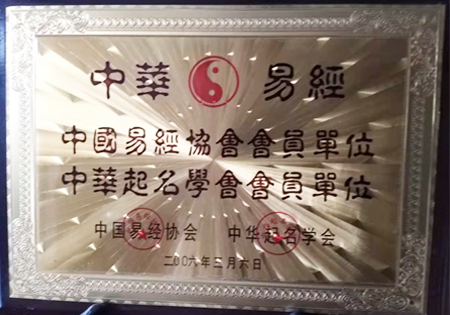 中華 易經
中國易經協會會員單位
中華起名學會會員單位
中国易经协会 中华起名学会
二00六年三月六日